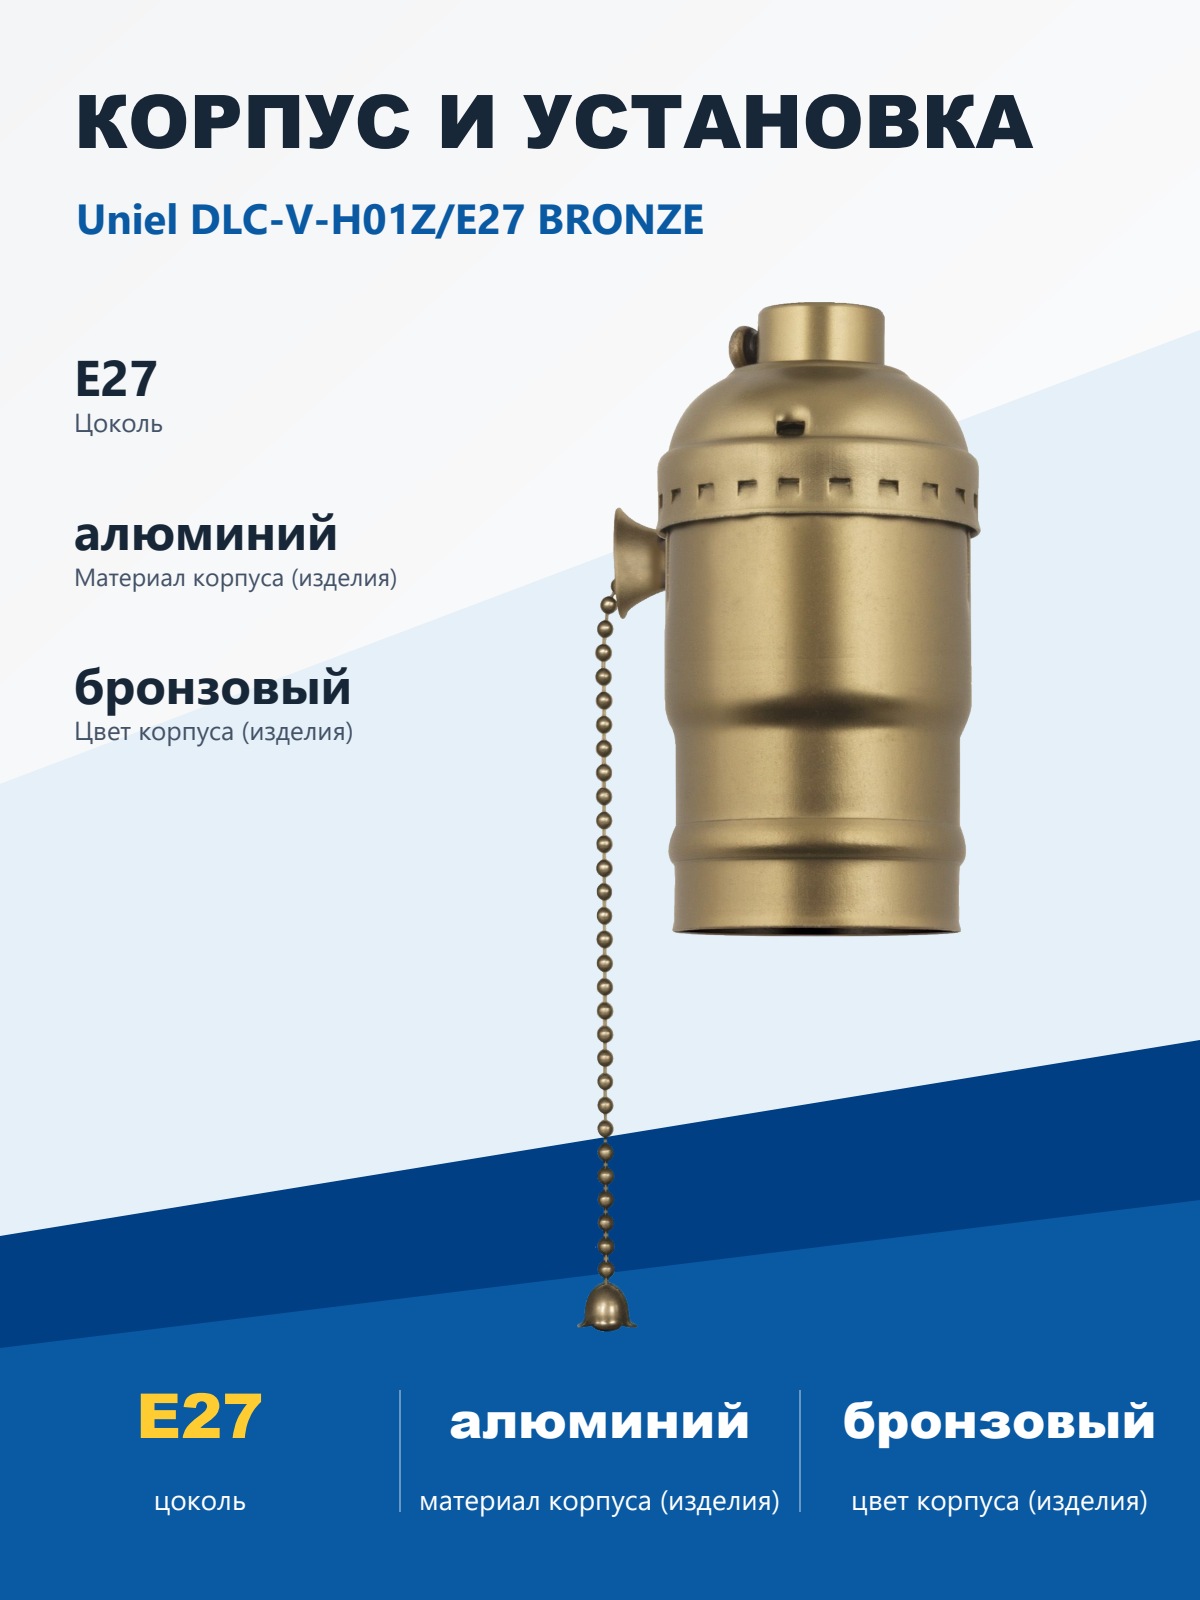 КОРПУС И УСТАНОВКА
Uniel DLC-V-H01Z/E27 BRONZE
E27
Цоколь
алюминий
Материал корпуса (изделия)
бронзовый
Цвет корпуса (изделия)
E27
цоколь
алюминий
материал корпуса (изделия)
бронзовый
цвет корпуса (изделия)